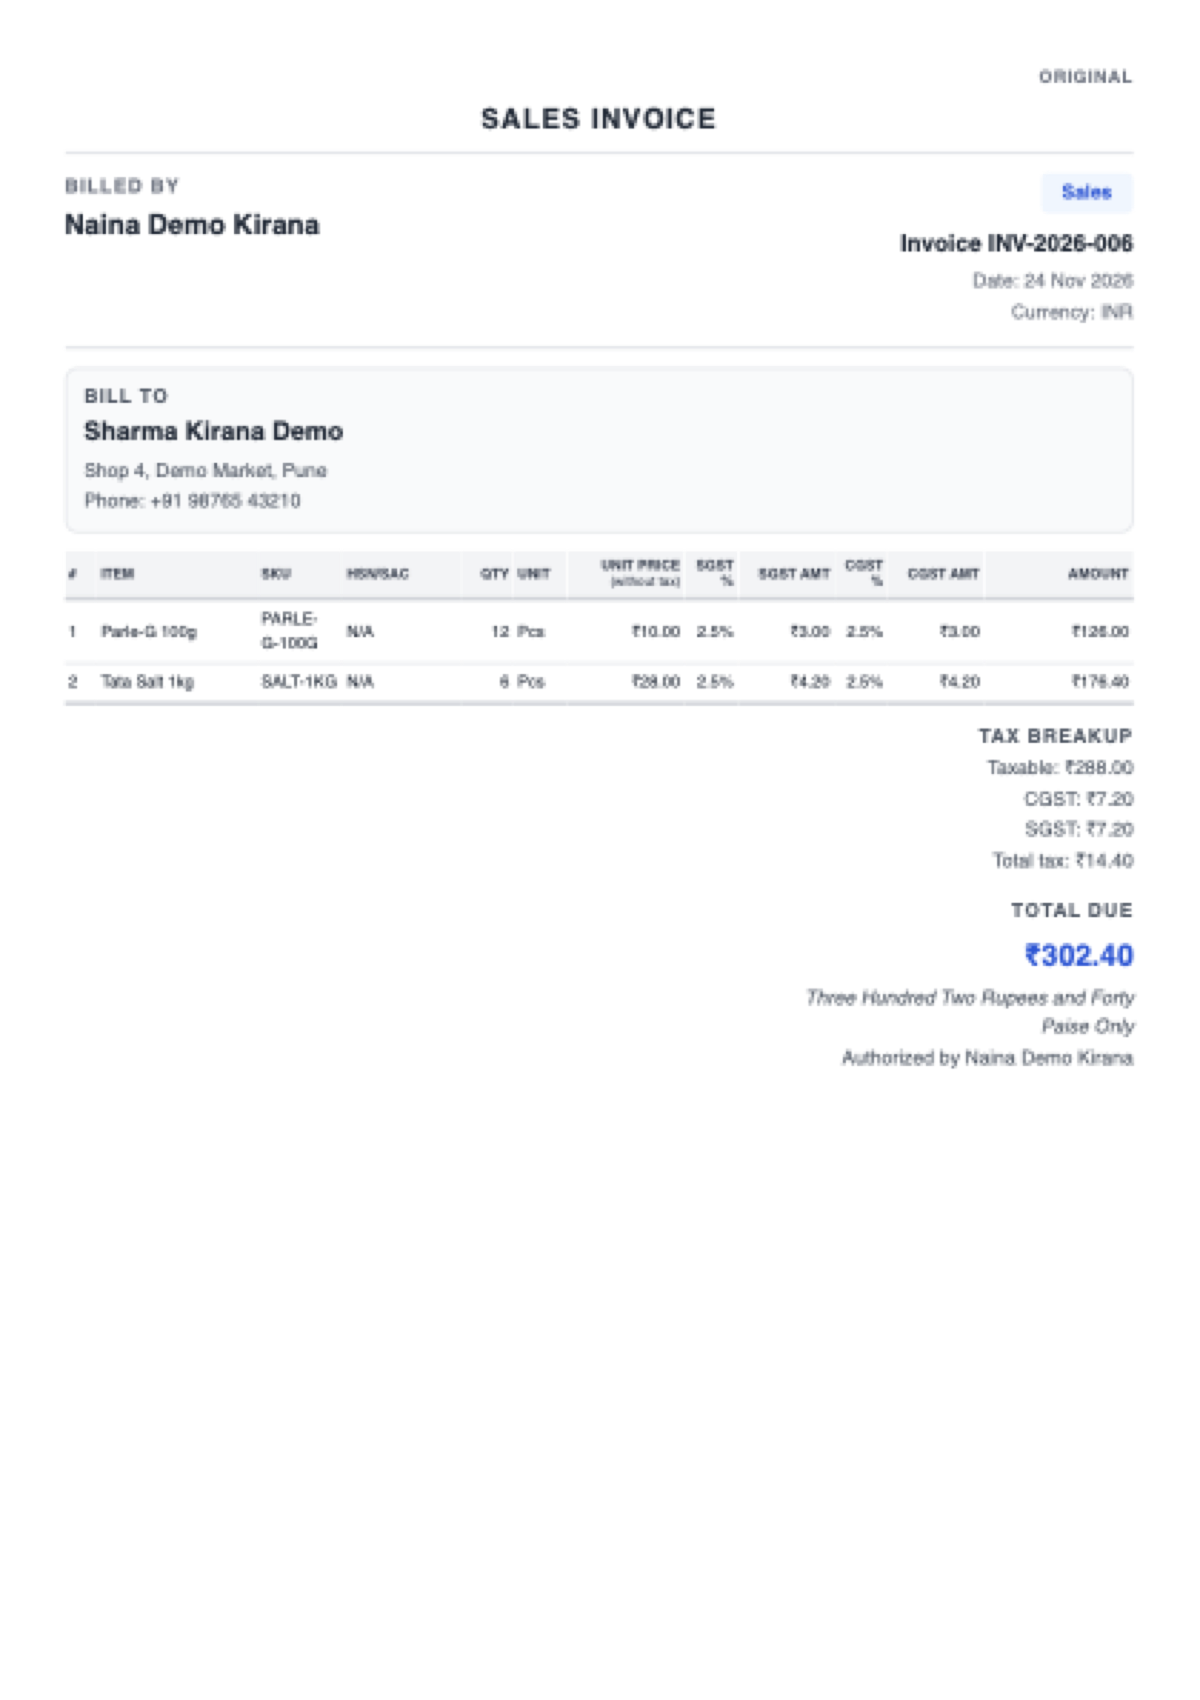 ORIGINAL
SALES INVOICE
BILLED BY
Naina Demo Kirana
Sales
Invoice INV-2026-006
Date: 24 Nov 2026
Currency: INR
BILL TO
Sharma Kirana Demo
Shop 4, Demo Market, Pune
Phone: +91 98765 43210
# ITEM SKU HSN/SAC QTY UNIT UNIT PRICE (without tax) SGST % SGST AMT CGST % CGST AMT AMOUNT
1 Parle-G 100g PARLE-G-100G N/A 12 Pcs ₹10.00 2.5% ₹3.00 2.5% ₹3.00 ₹126.00
2 Tata Salt 1kg SALT-1KG N/A 6 Pcs ₹28.00 2.5% ₹4.20 2.5% ₹4.20 ₹176.40
TAX BREAKUP
Taxable: ₹288.00
CGST: ₹7.20
SGST: ₹7.20
Total tax: ₹14.40
TOTAL DUE
₹302.40
Three Hundred Two Rupees and Forty
Paise Only
Authorized by Naina Demo Kirana